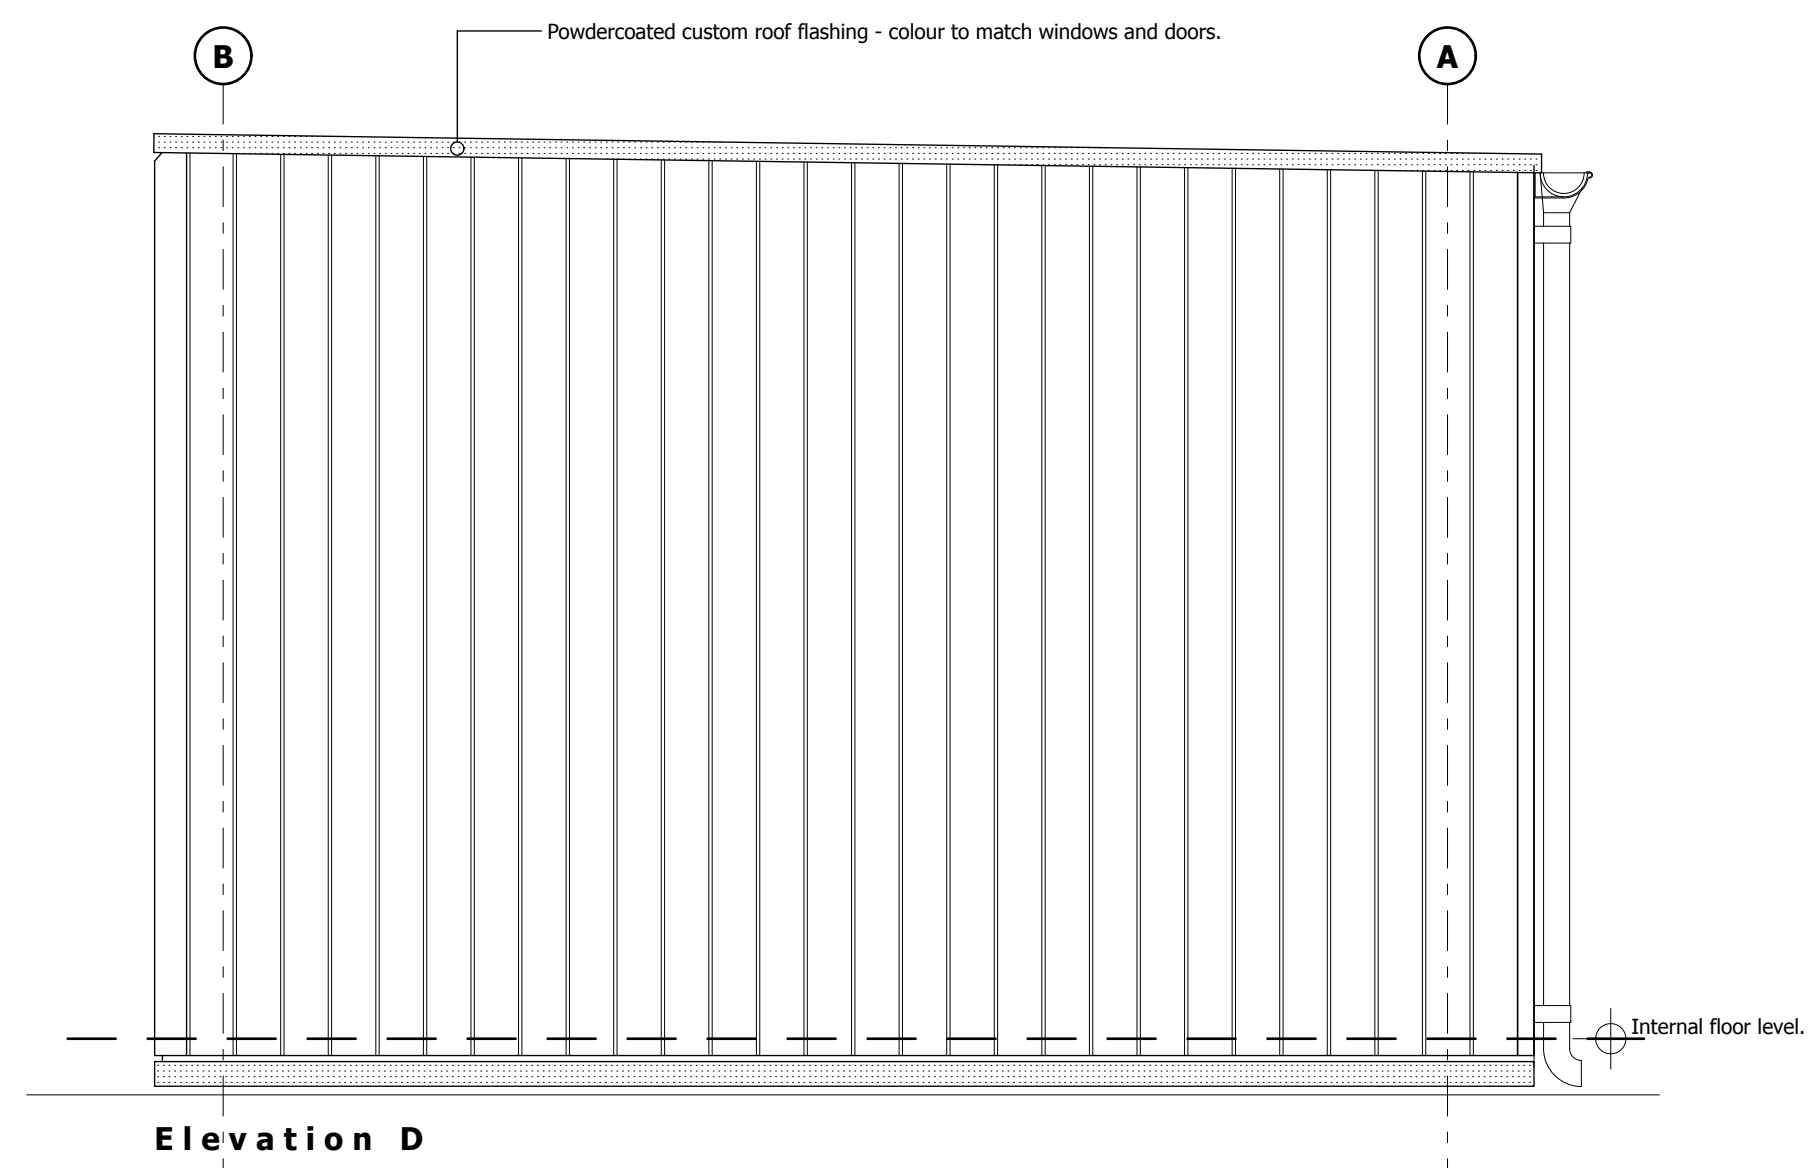 Powdercoated custom roof flashing - colour to match windows and doors.
B
A
Internal floor level.
Elevation D